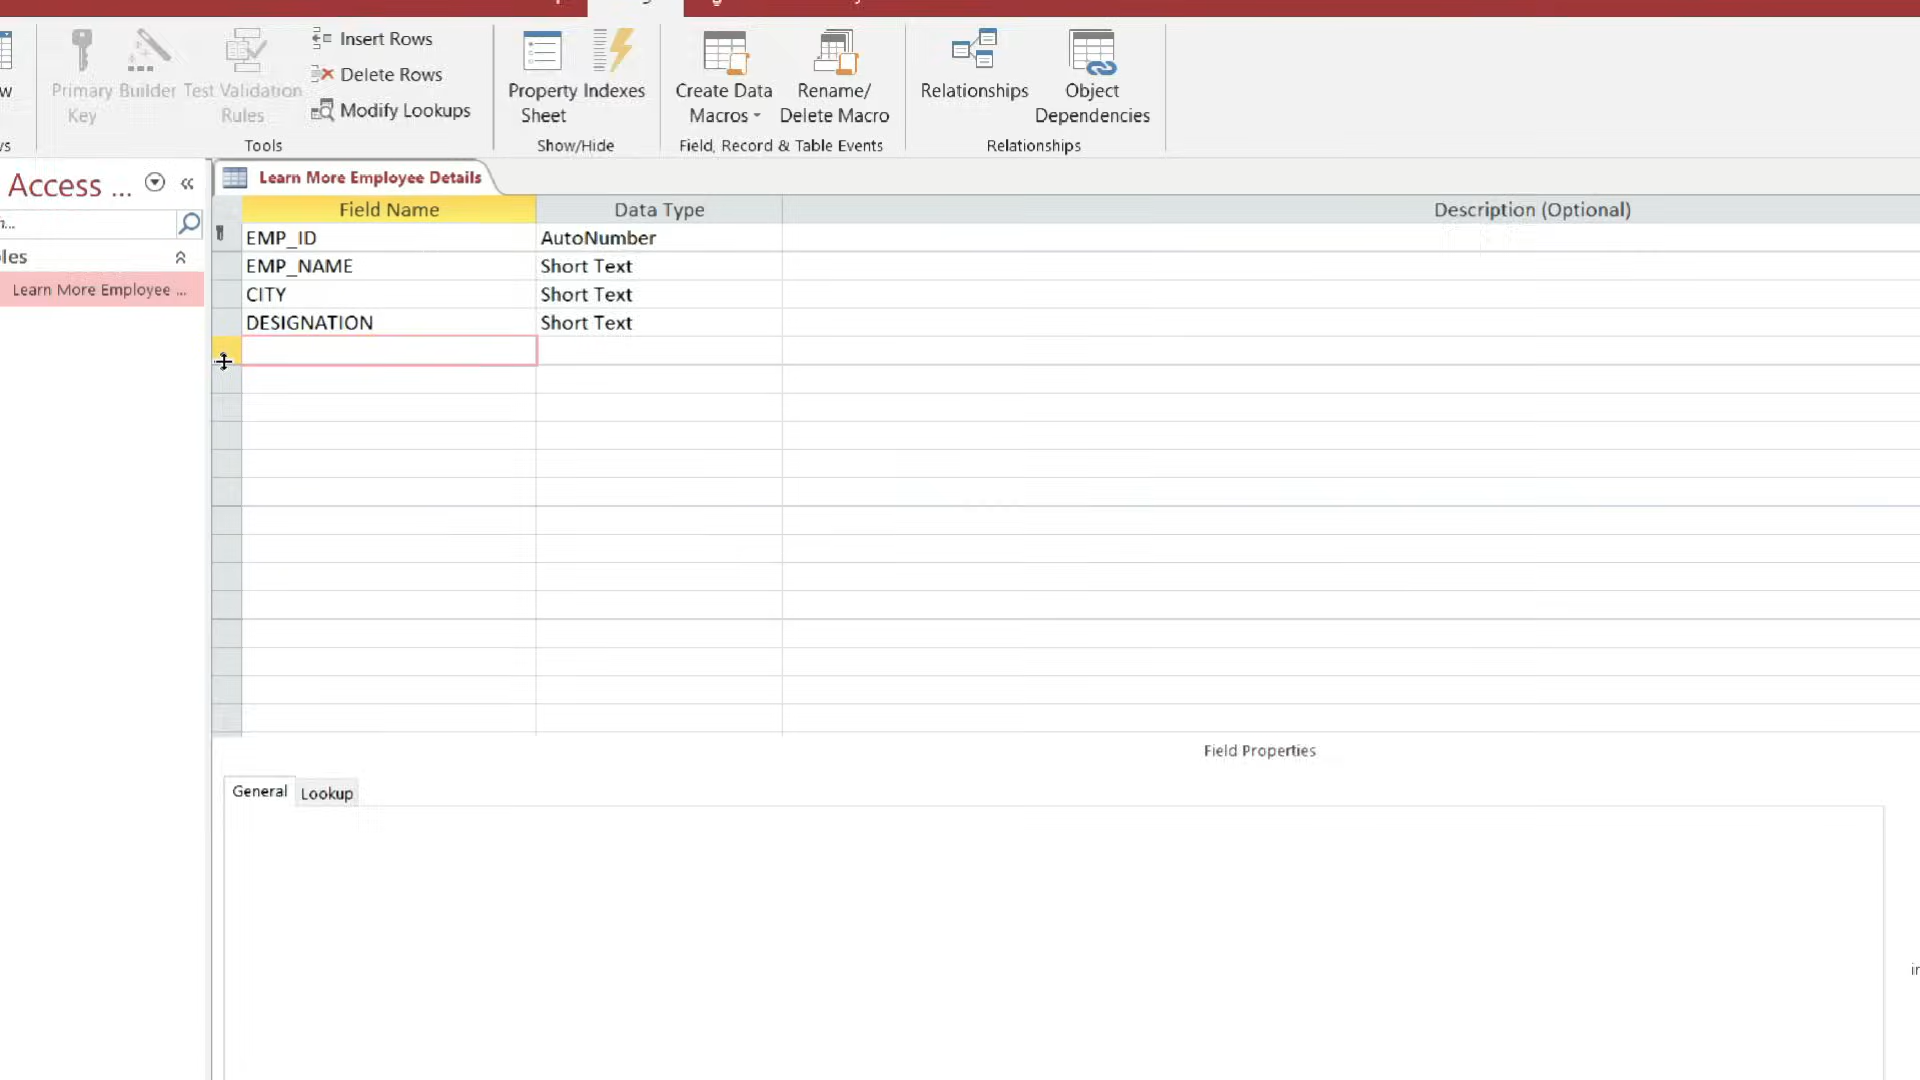 Insert Rows
Delete Rows
Modify Lookups
Primary Key
Builder
Test Validation Rules
Tools
Property Sheet
Indexes
Show/Hide
Create Data Macros
Rename/ Delete Macro
Field, Record & Table Events
Relationships
Object Dependencies
Relationships
Access ...
Learn More Employee Details
Field Name Data Type Description (Optional)
EMP_ID AutoNumber
EMP_NAME Short Text
CITY Short Text
DESIGNATION Short Text
Learn More Employee ...
Field Properties
General Lookup